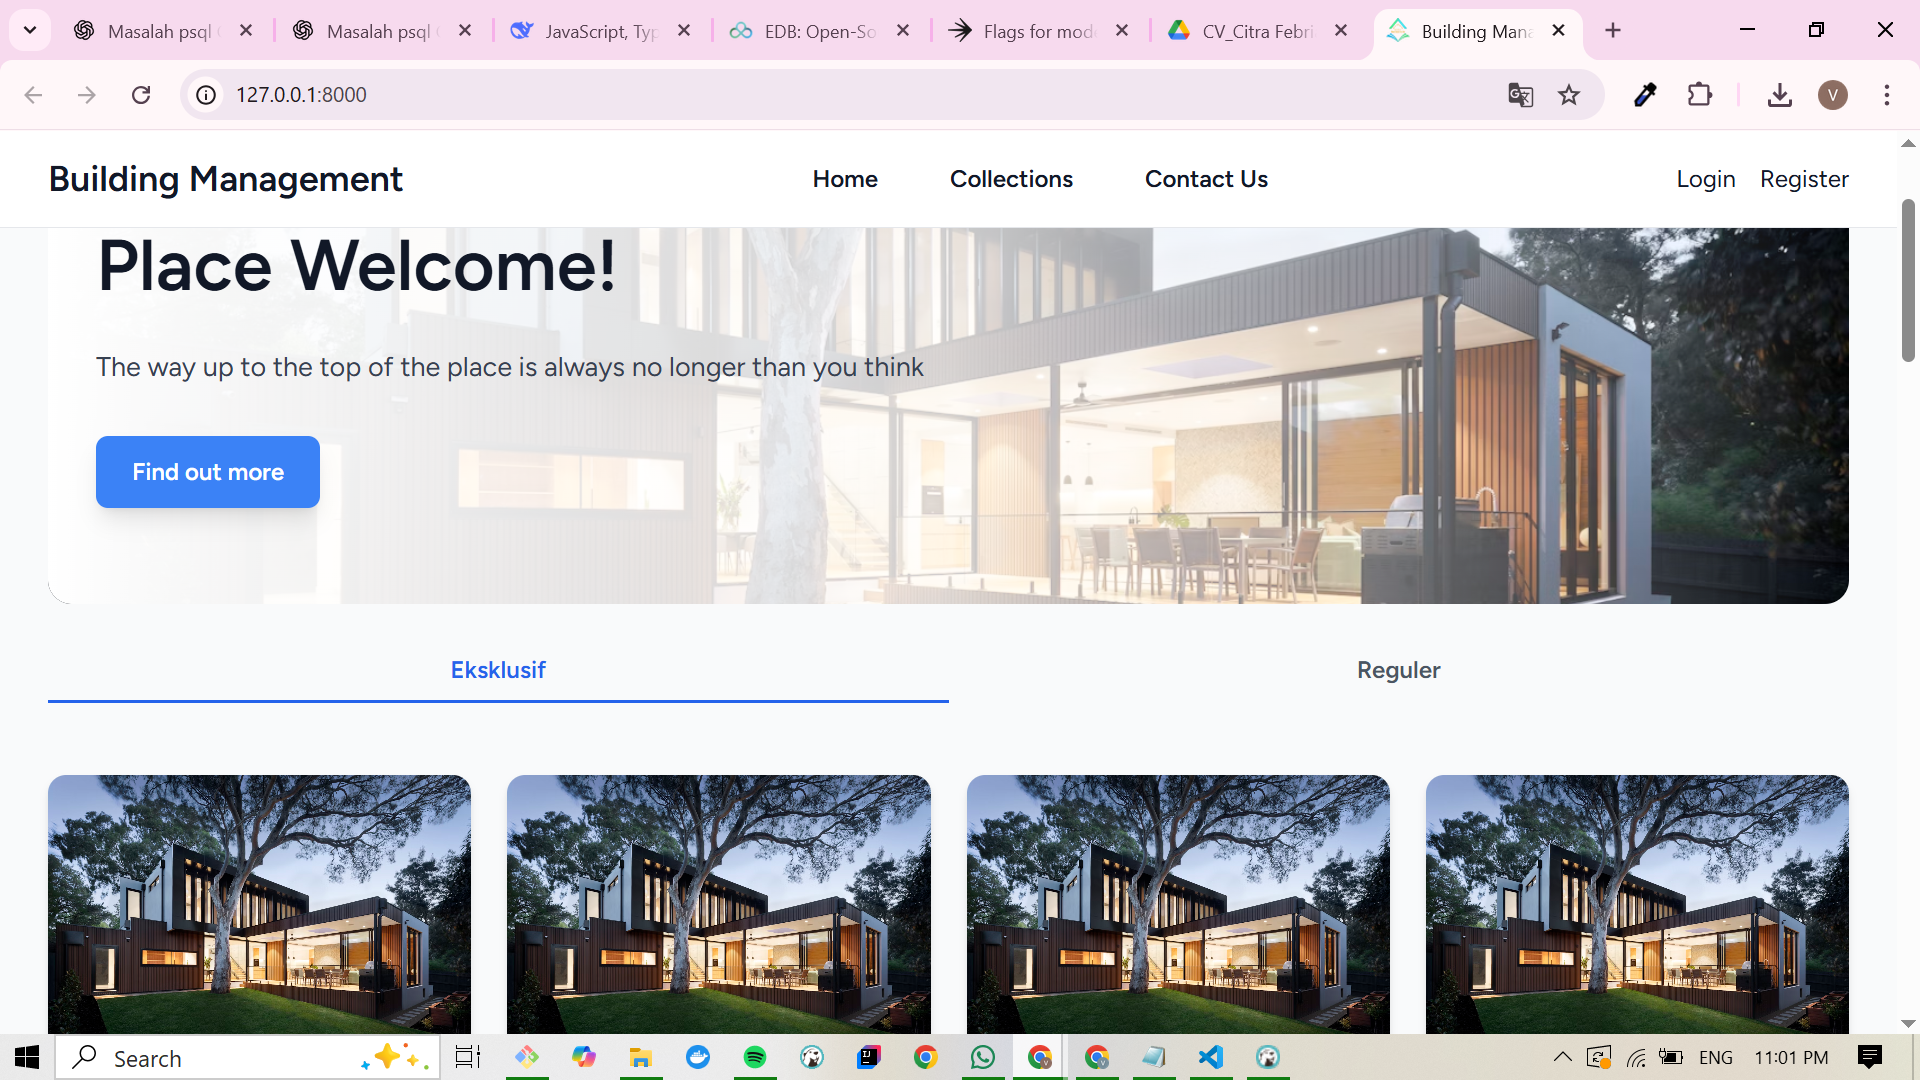 Masalah psql
Masalah psql
JavaScript, Typ
EDB: Open-So
Flags for mod
CV_Citra Febri
Building Mana
127.0.0.1:8000
V
Building Management
Home
Collections
Contact Us
Login
Register
Place Welcome!
The way up to the top of the place is always no longer than you think
Find out more
Eksklusif
Reguler
Search
ENG
11:01 PM